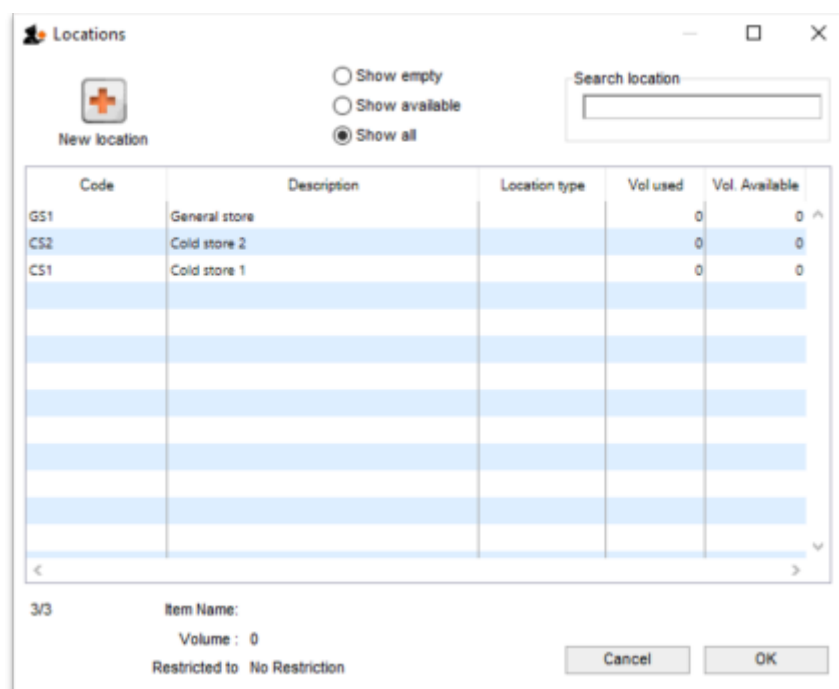 Locations
Show empty
Show available
Show all
Search location
New location
Code Description Location type Vol used Vol. Available
GS1 General store 0 0
CS2 Cold store 2 0 0
CS1 Cold store 1 0 0
3/3 Item Name:
Volume : 0
Restricted to No Restriction
Cancel OK